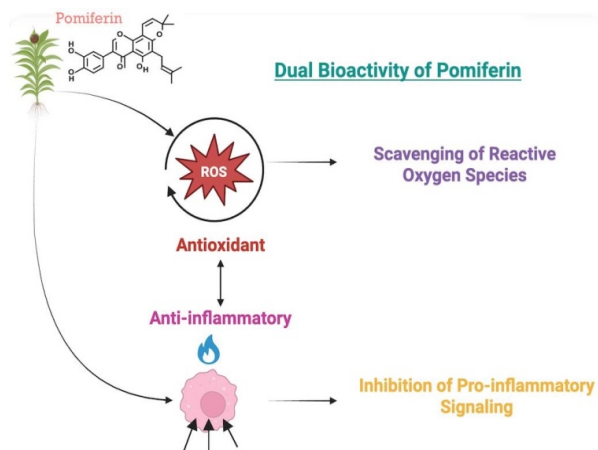 Pomiferin
O
O
H
O
H
O
O
OH
Dual Bioactivity of Pomiferin
ROS
Scavenging of Reactive
Oxygen Species
Antioxidant
Anti-inflammatory
Inhibition of Pro-inflammatory
Signaling